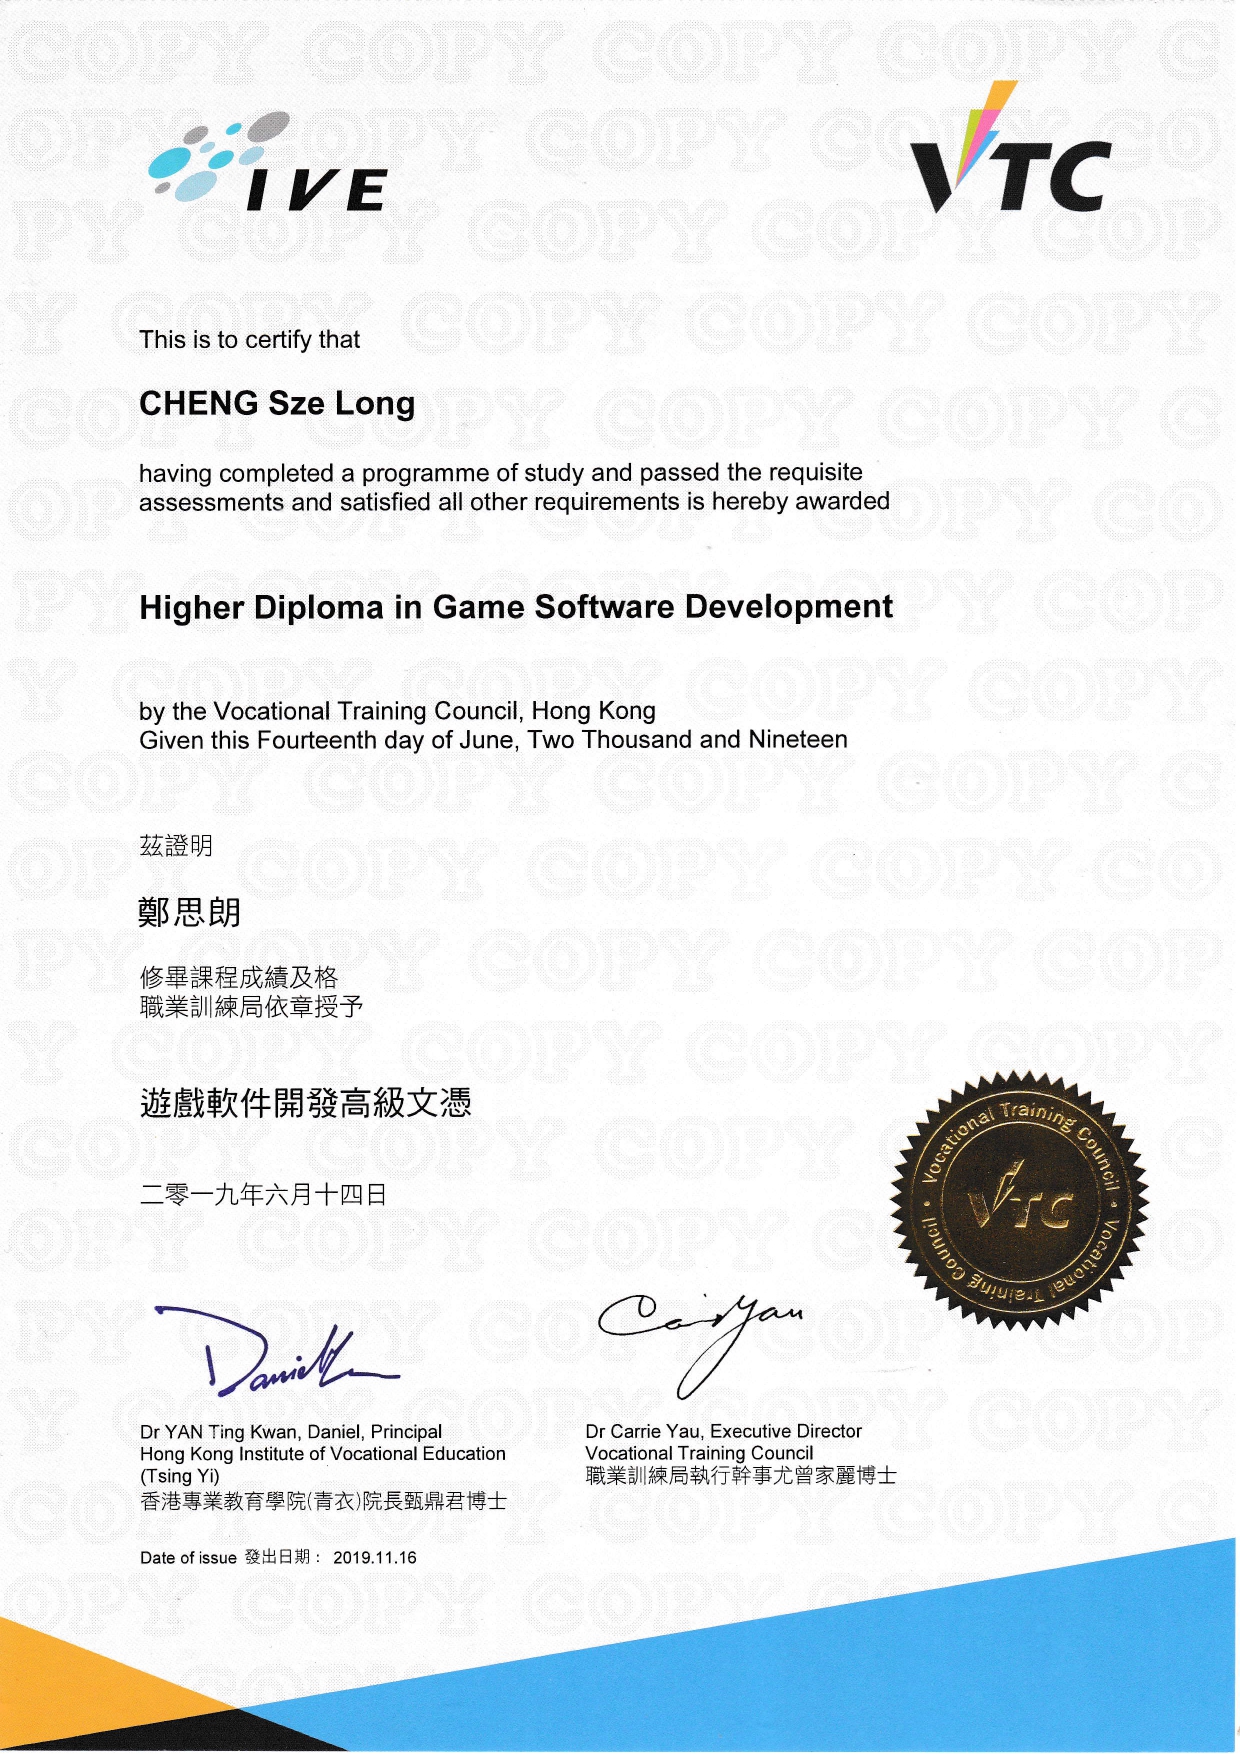 IVE
VTC
This is to certify that
CHENG Sze Long
having completed a programme of study and passed the requisite
assessments and satisfied all other requirements is hereby awarded
Higher Diploma in Game Software Development
by the Vocational Training Council, Hong Kong
Given this Fourteenth day of June, Two Thousand and Nineteen
茲證明
鄭思朗
修畢課程成績及格
職業訓練局依章授予
遊戲軟件開發高級文憑
二零一九年六月十四日
Vocational Training Council • Vocational Training Council •
VTC
Dr YAN Ting Kwan, Daniel, Principal
Hong Kong Institute of Vocational Education
(Tsing Yi)
香港專業教育學院(青衣)院長甄鼎君博士
Dr Carrie Yau, Executive Director
Vocational Training Council
職業訓練局執行幹事尤曾家麗博士
Date of issue 發出日期： 2019.11.16
COPY